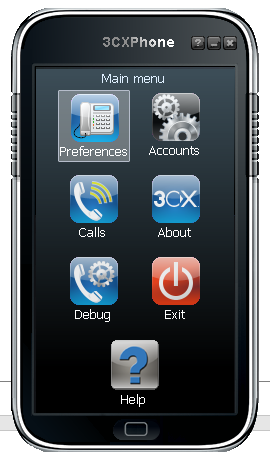 3CXPhone ? – x
Main menu
Preferences Accounts
Calls 3CX About
Debug Exit
? Help